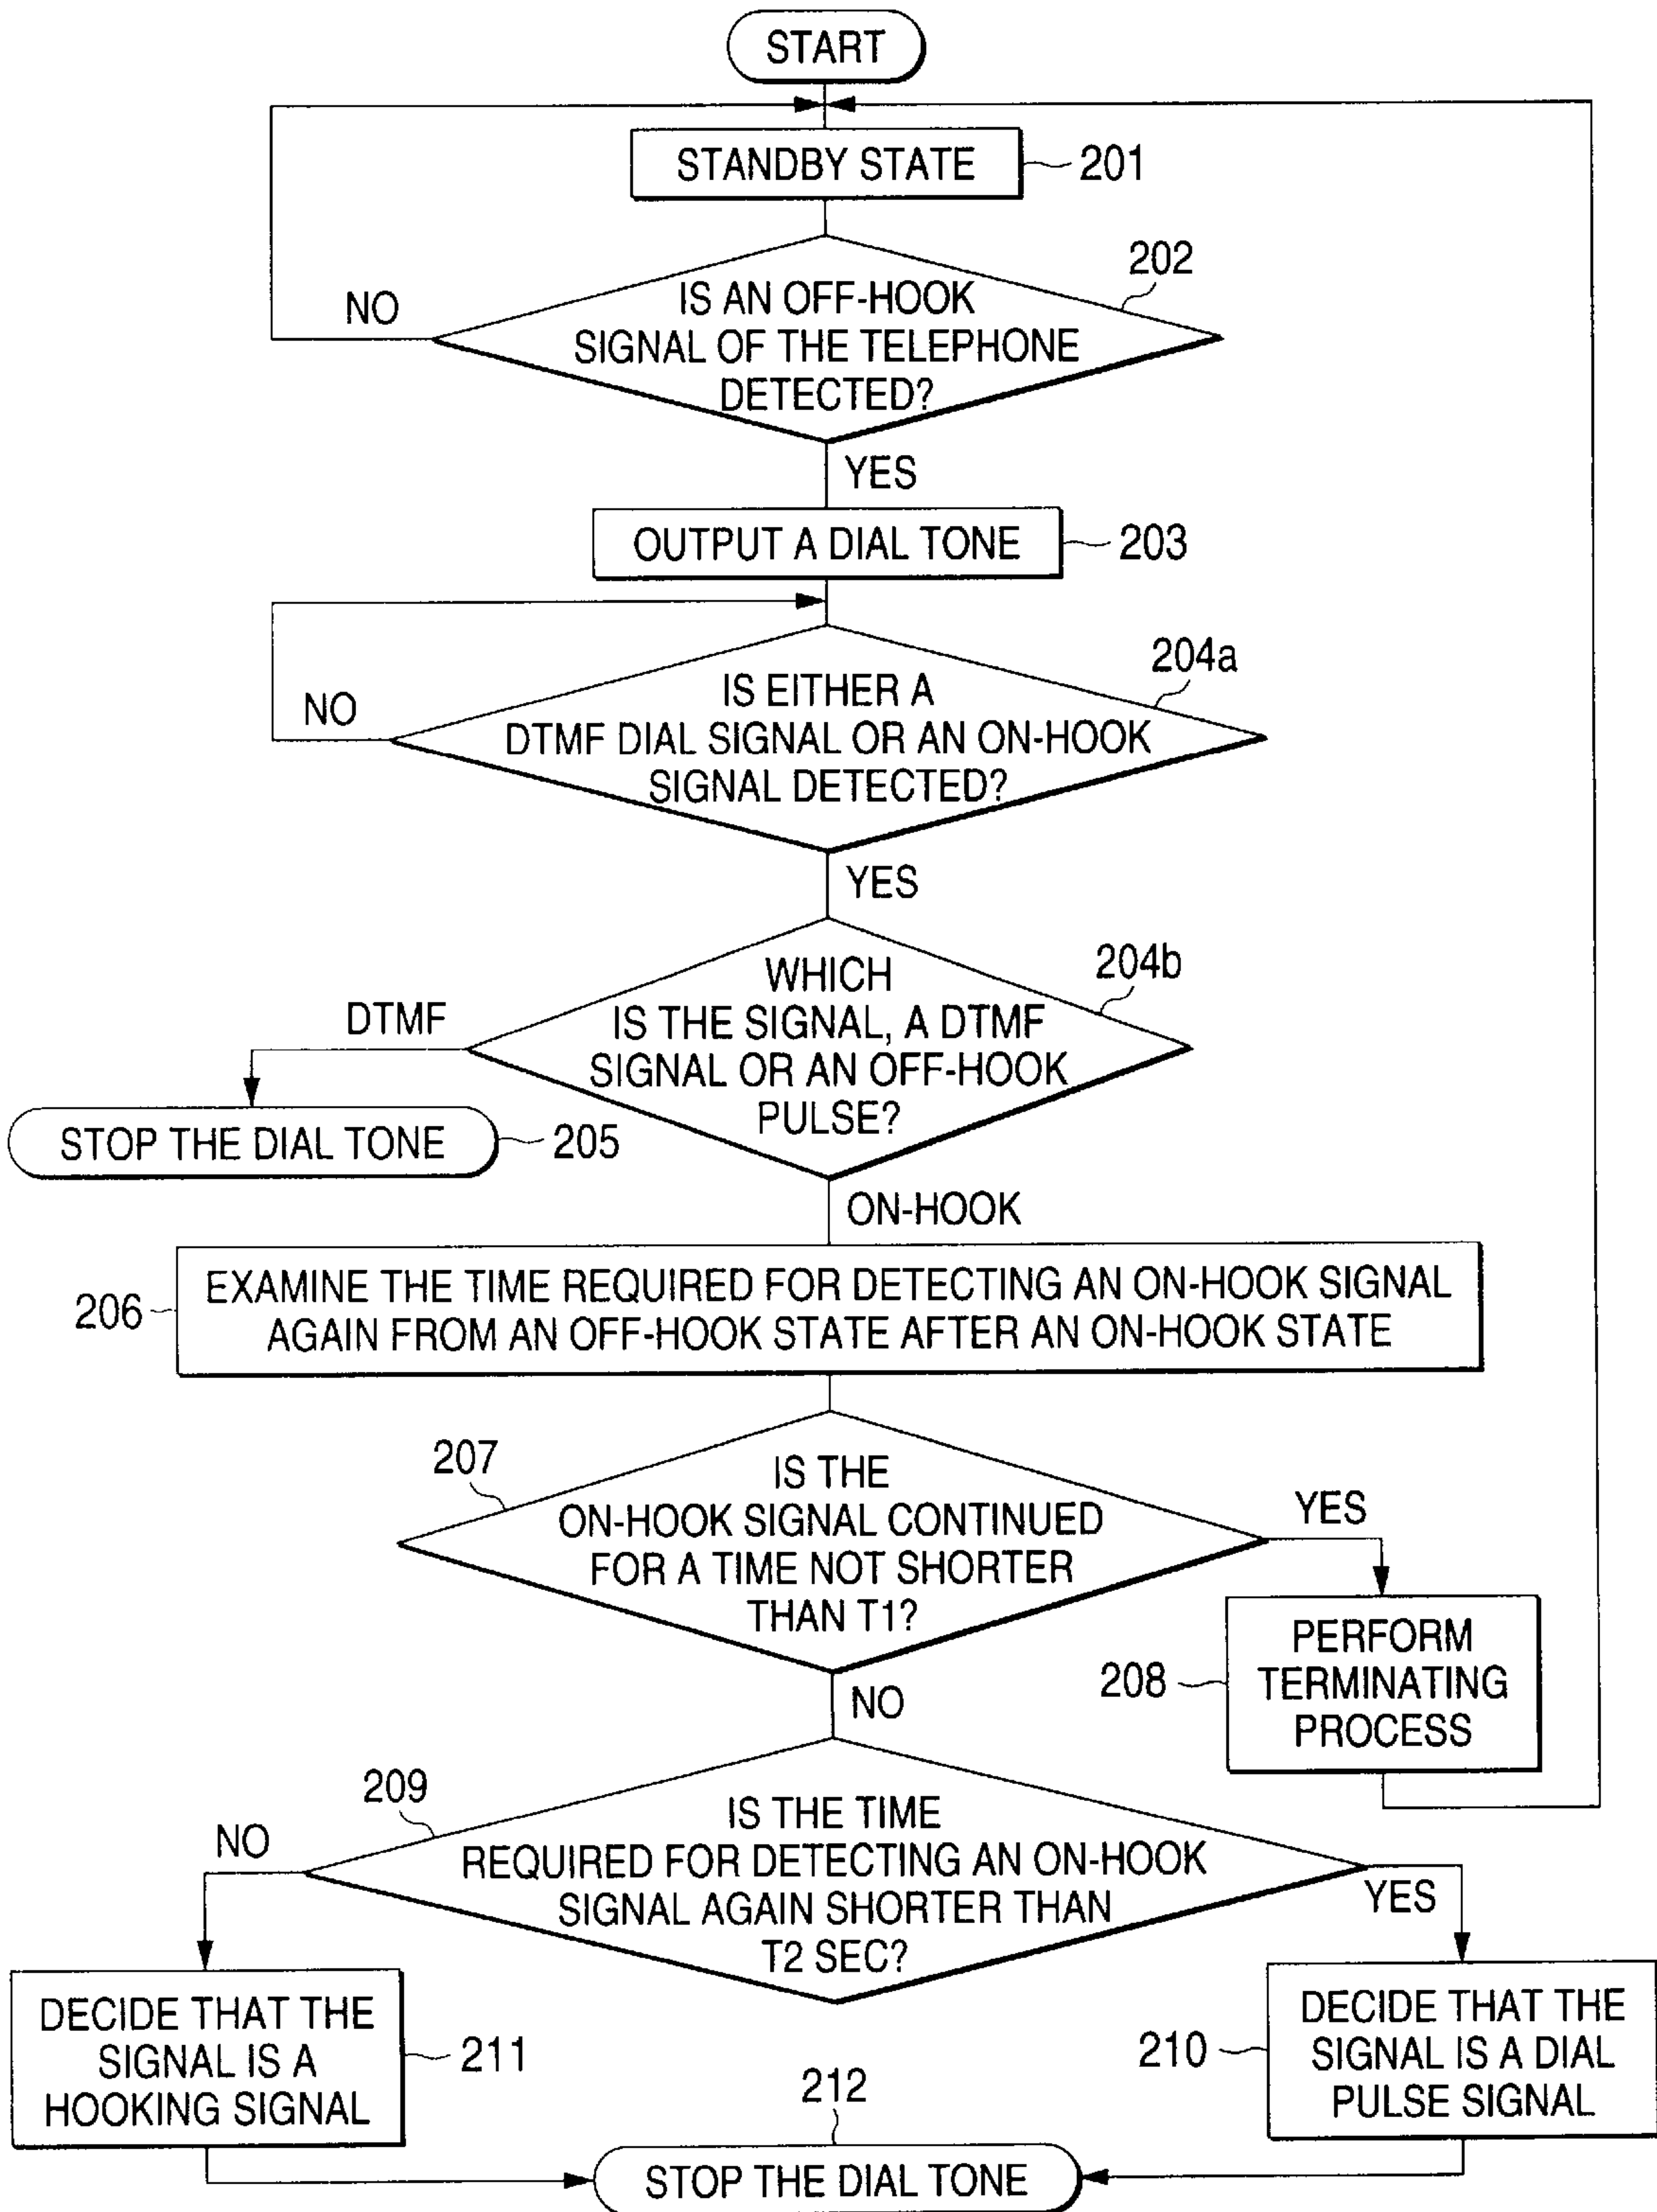 START
STANDBY STATE
201
202
IS AN OFF-HOOK
SIGNAL OF THE TELEPHONE
DETECTED?
NO
YES
OUTPUT A DIAL TONE
203
204a
IS EITHER A
DTMF DIAL SIGNAL OR AN ON-HOOK
SIGNAL DETECTED?
NO
YES
204b
WHICH
IS THE SIGNAL, A DTMF
SIGNAL OR AN OFF-HOOK
PULSE?
DTMF
STOP THE DIAL TONE
205
ON-HOOK
206
EXAMINE THE TIME REQUIRED FOR DETECTING AN ON-HOOK SIGNAL
AGAIN FROM AN OFF-HOOK STATE AFTER AN ON-HOOK STATE
207
IS THE
ON-HOOK SIGNAL CONTINUED
FOR A TIME NOT SHORTER
THAN T1?
YES
208
PERFORM
TERMINATING
PROCESS
NO
209
IS THE TIME
REQUIRED FOR DETECTING AN ON-HOOK
SIGNAL AGAIN SHORTER THAN
T2 SEC?
NO
YES
DECIDE THAT THE
SIGNAL IS A
HOOKING SIGNAL
211
210
DECIDE THAT THE
SIGNAL IS A DIAL
PULSE SIGNAL
212
STOP THE DIAL TONE